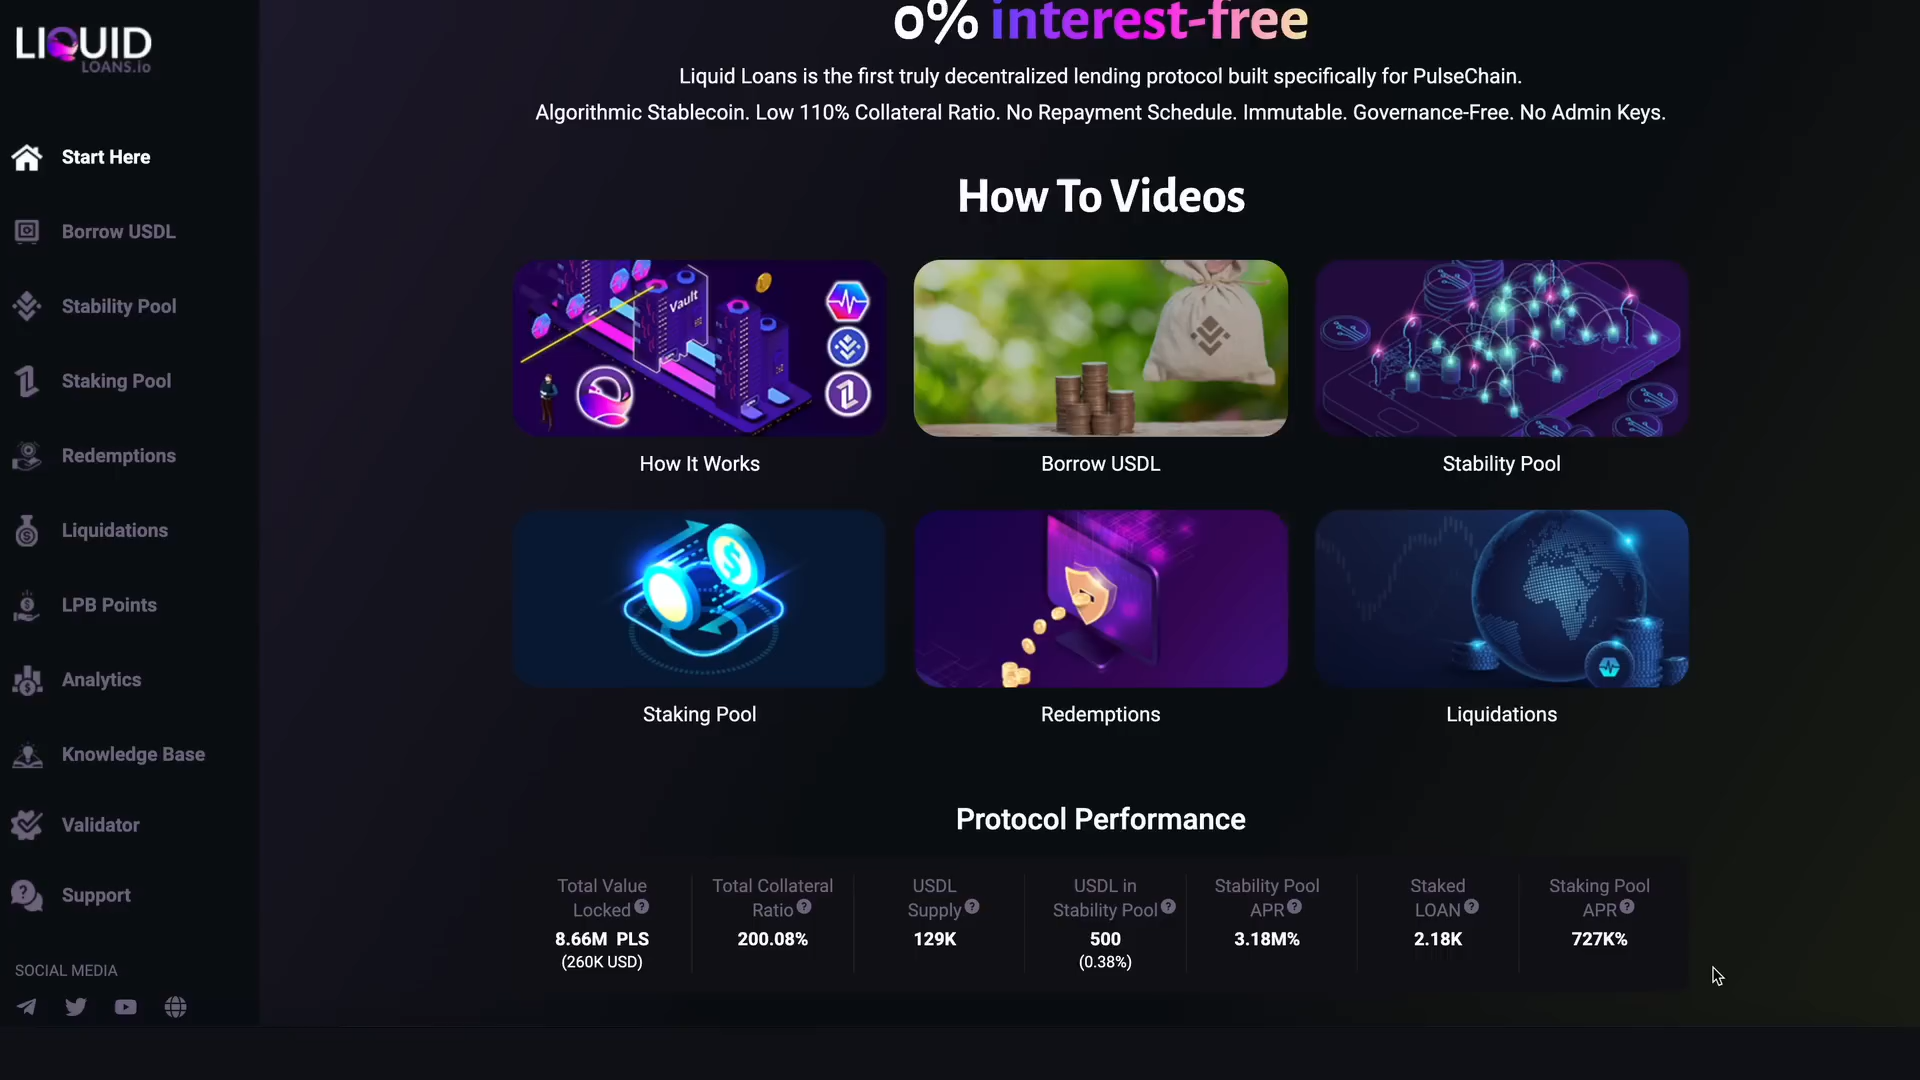 LIQUID
LOANS.io
Start Here
Borrow USDL
Stability Pool
Staking Pool
Redemptions
Liquidations
LPB Points
Analytics
Knowledge Base
Validator
Support
SOCIAL MEDIA
0% interest-free
Liquid Loans is the first truly decentralized lending protocol built specifically for PulseChain.
Algorithmic Stablecoin. Low 110% Collateral Ratio. No Repayment Schedule. Immutable. Governance-Free. No Admin Keys.
How To Videos
Vault
How It Works
Borrow USDL
Stability Pool
Staking Pool
Redemptions
Liquidations
Protocol Performance
Total Value
Locked ?
8.66M PLS
(260K USD)
Total Collateral
Ratio ?
200.08%
USDL
Supply ?
129K
USDL in
Stability Pool ?
500
(0.38%)
Stability Pool
APR ?
3.18M%
Staked
LOAN ?
2.18K
Staking Pool
APR ?
727K%